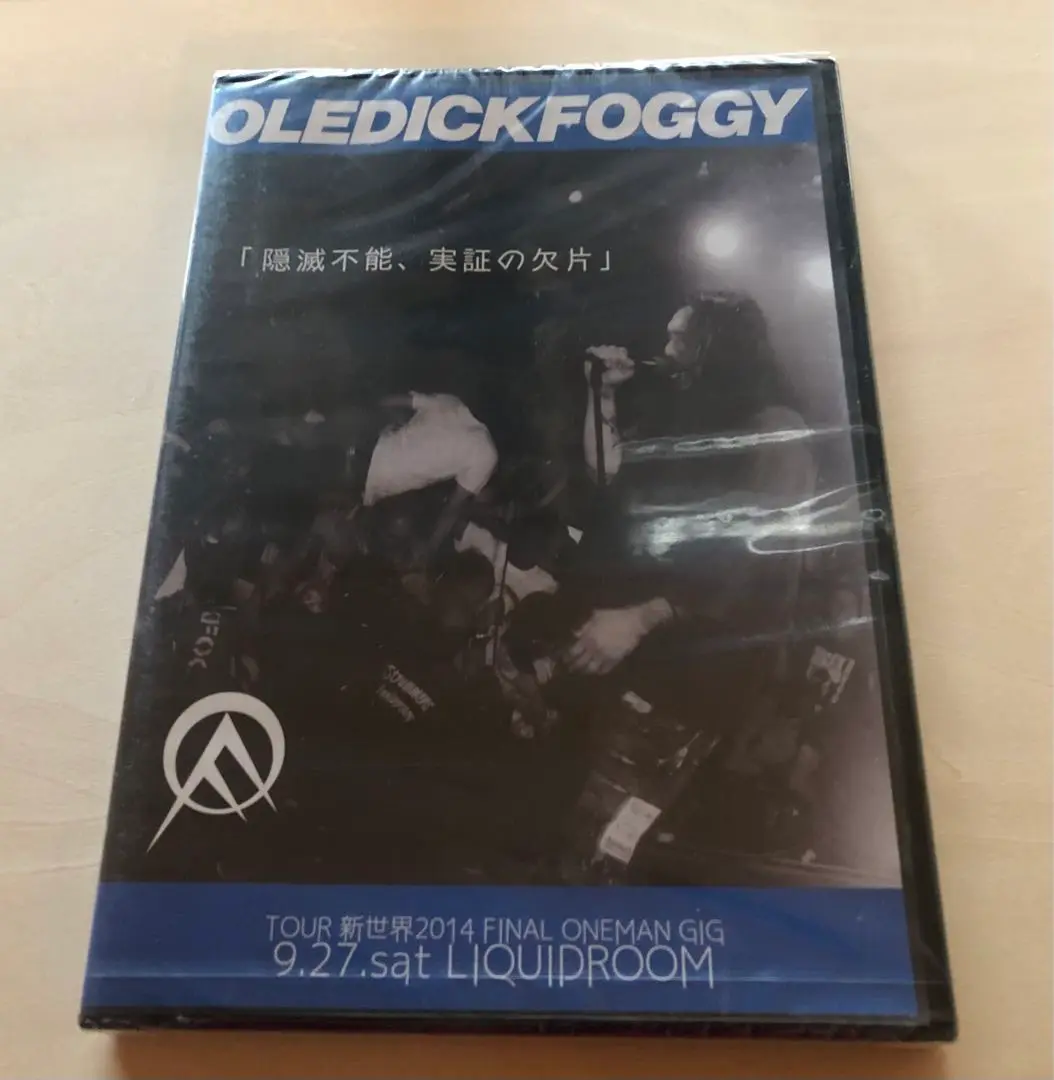 OLEDICKFOGGY
「隠滅不能、実証の欠片」
TOUR 新世界2014 FINAL ONEMAN GIG
9.27.sat LIQUIDROOM